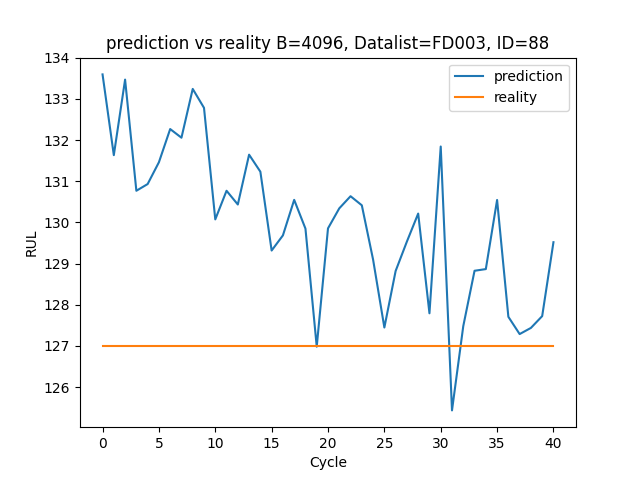 prediction vs reality B=4096, Datalist=FD003, ID=88
prediction
reality
134
133
132
131
130
129
128
127
126
RUL
0 5 10 15 20 25 30 35 40
Cycle